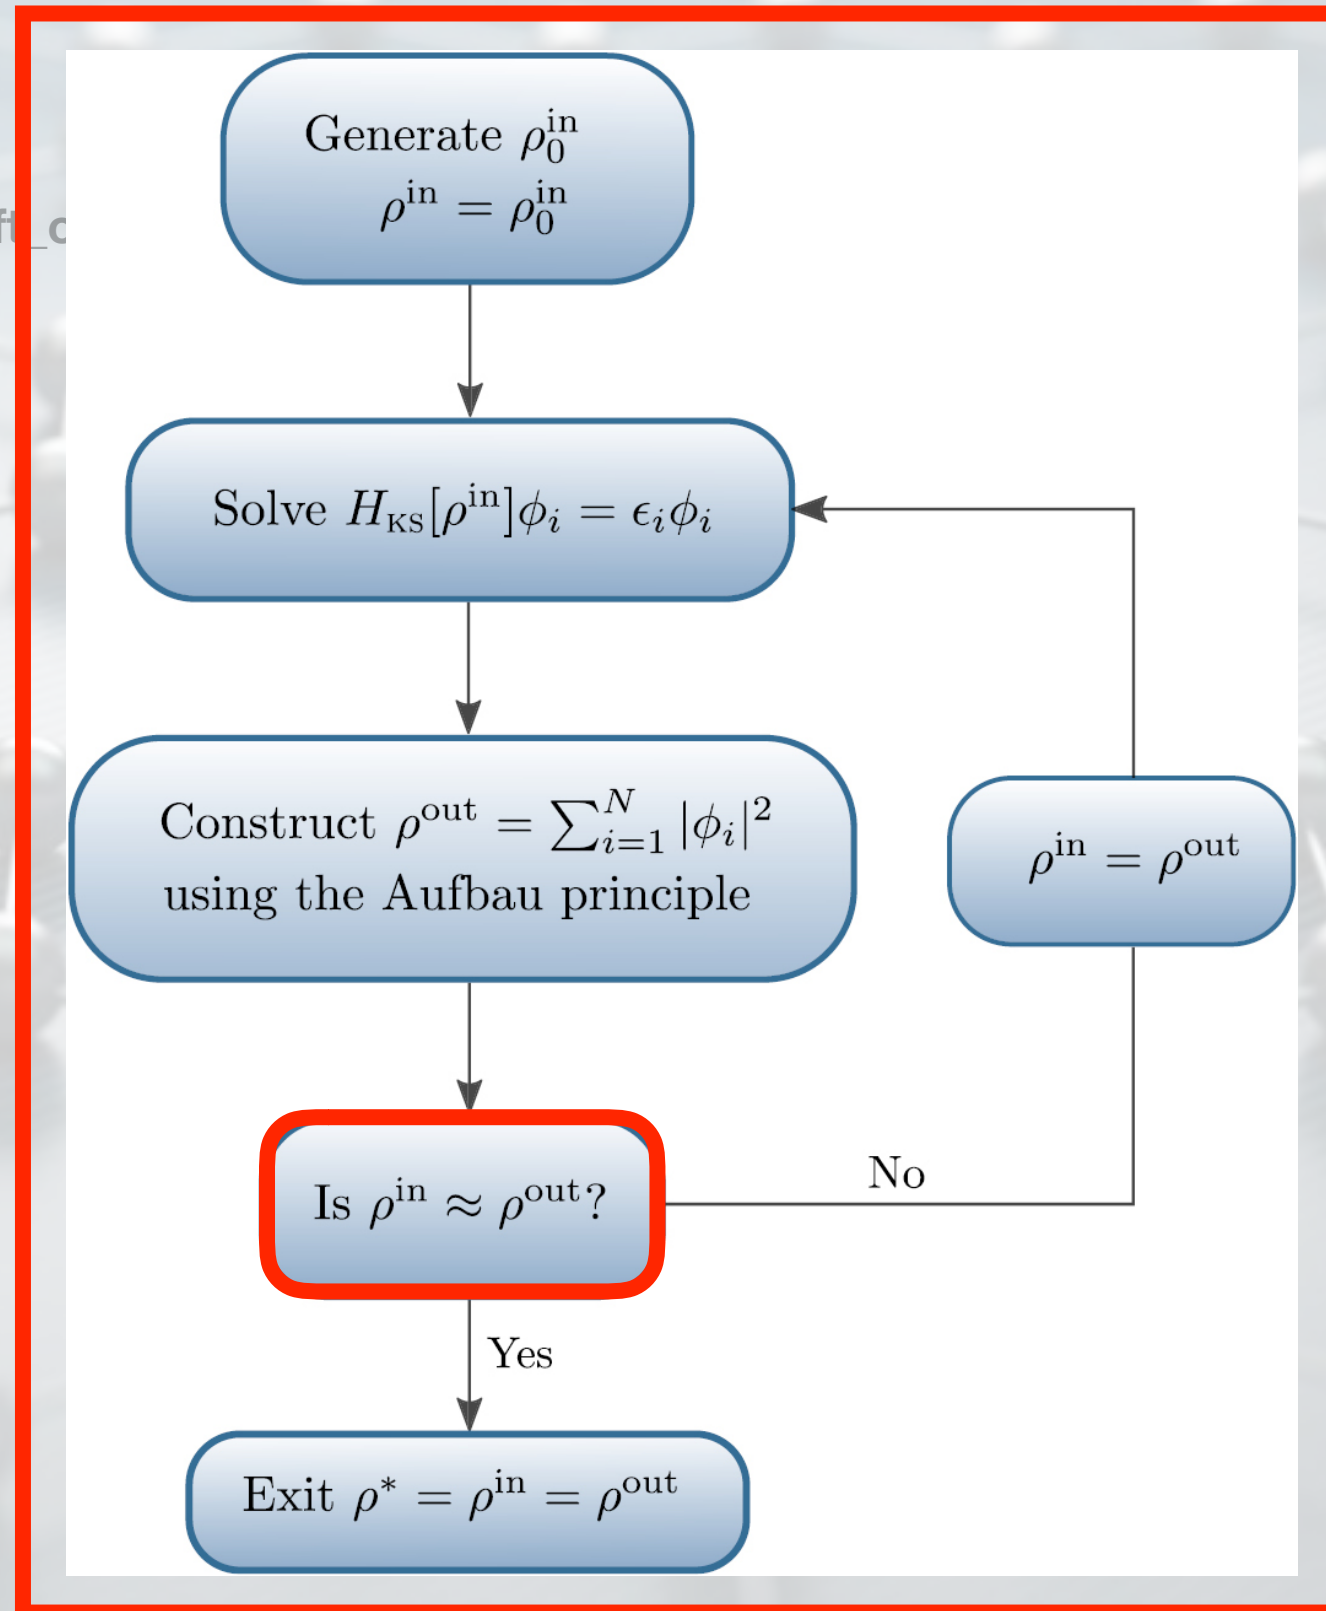 Generate ρ₀ⁱⁿ
ρⁱⁿ = ρ₀ⁱⁿ
Solve H_KS[ρⁱⁿ]ϕᵢ = ϵᵢϕᵢ
Construct ρᵒᵘᵗ = ∑ᵢ₌₁ᴺ |ϕᵢ|²
using the Aufbau principle
ρⁱⁿ = ρᵒᵘᵗ
Is ρⁱⁿ ≈ ρᵒᵘᵗ?
No
Yes
Exit ρ* = ρⁱⁿ = ρᵒᵘᵗ